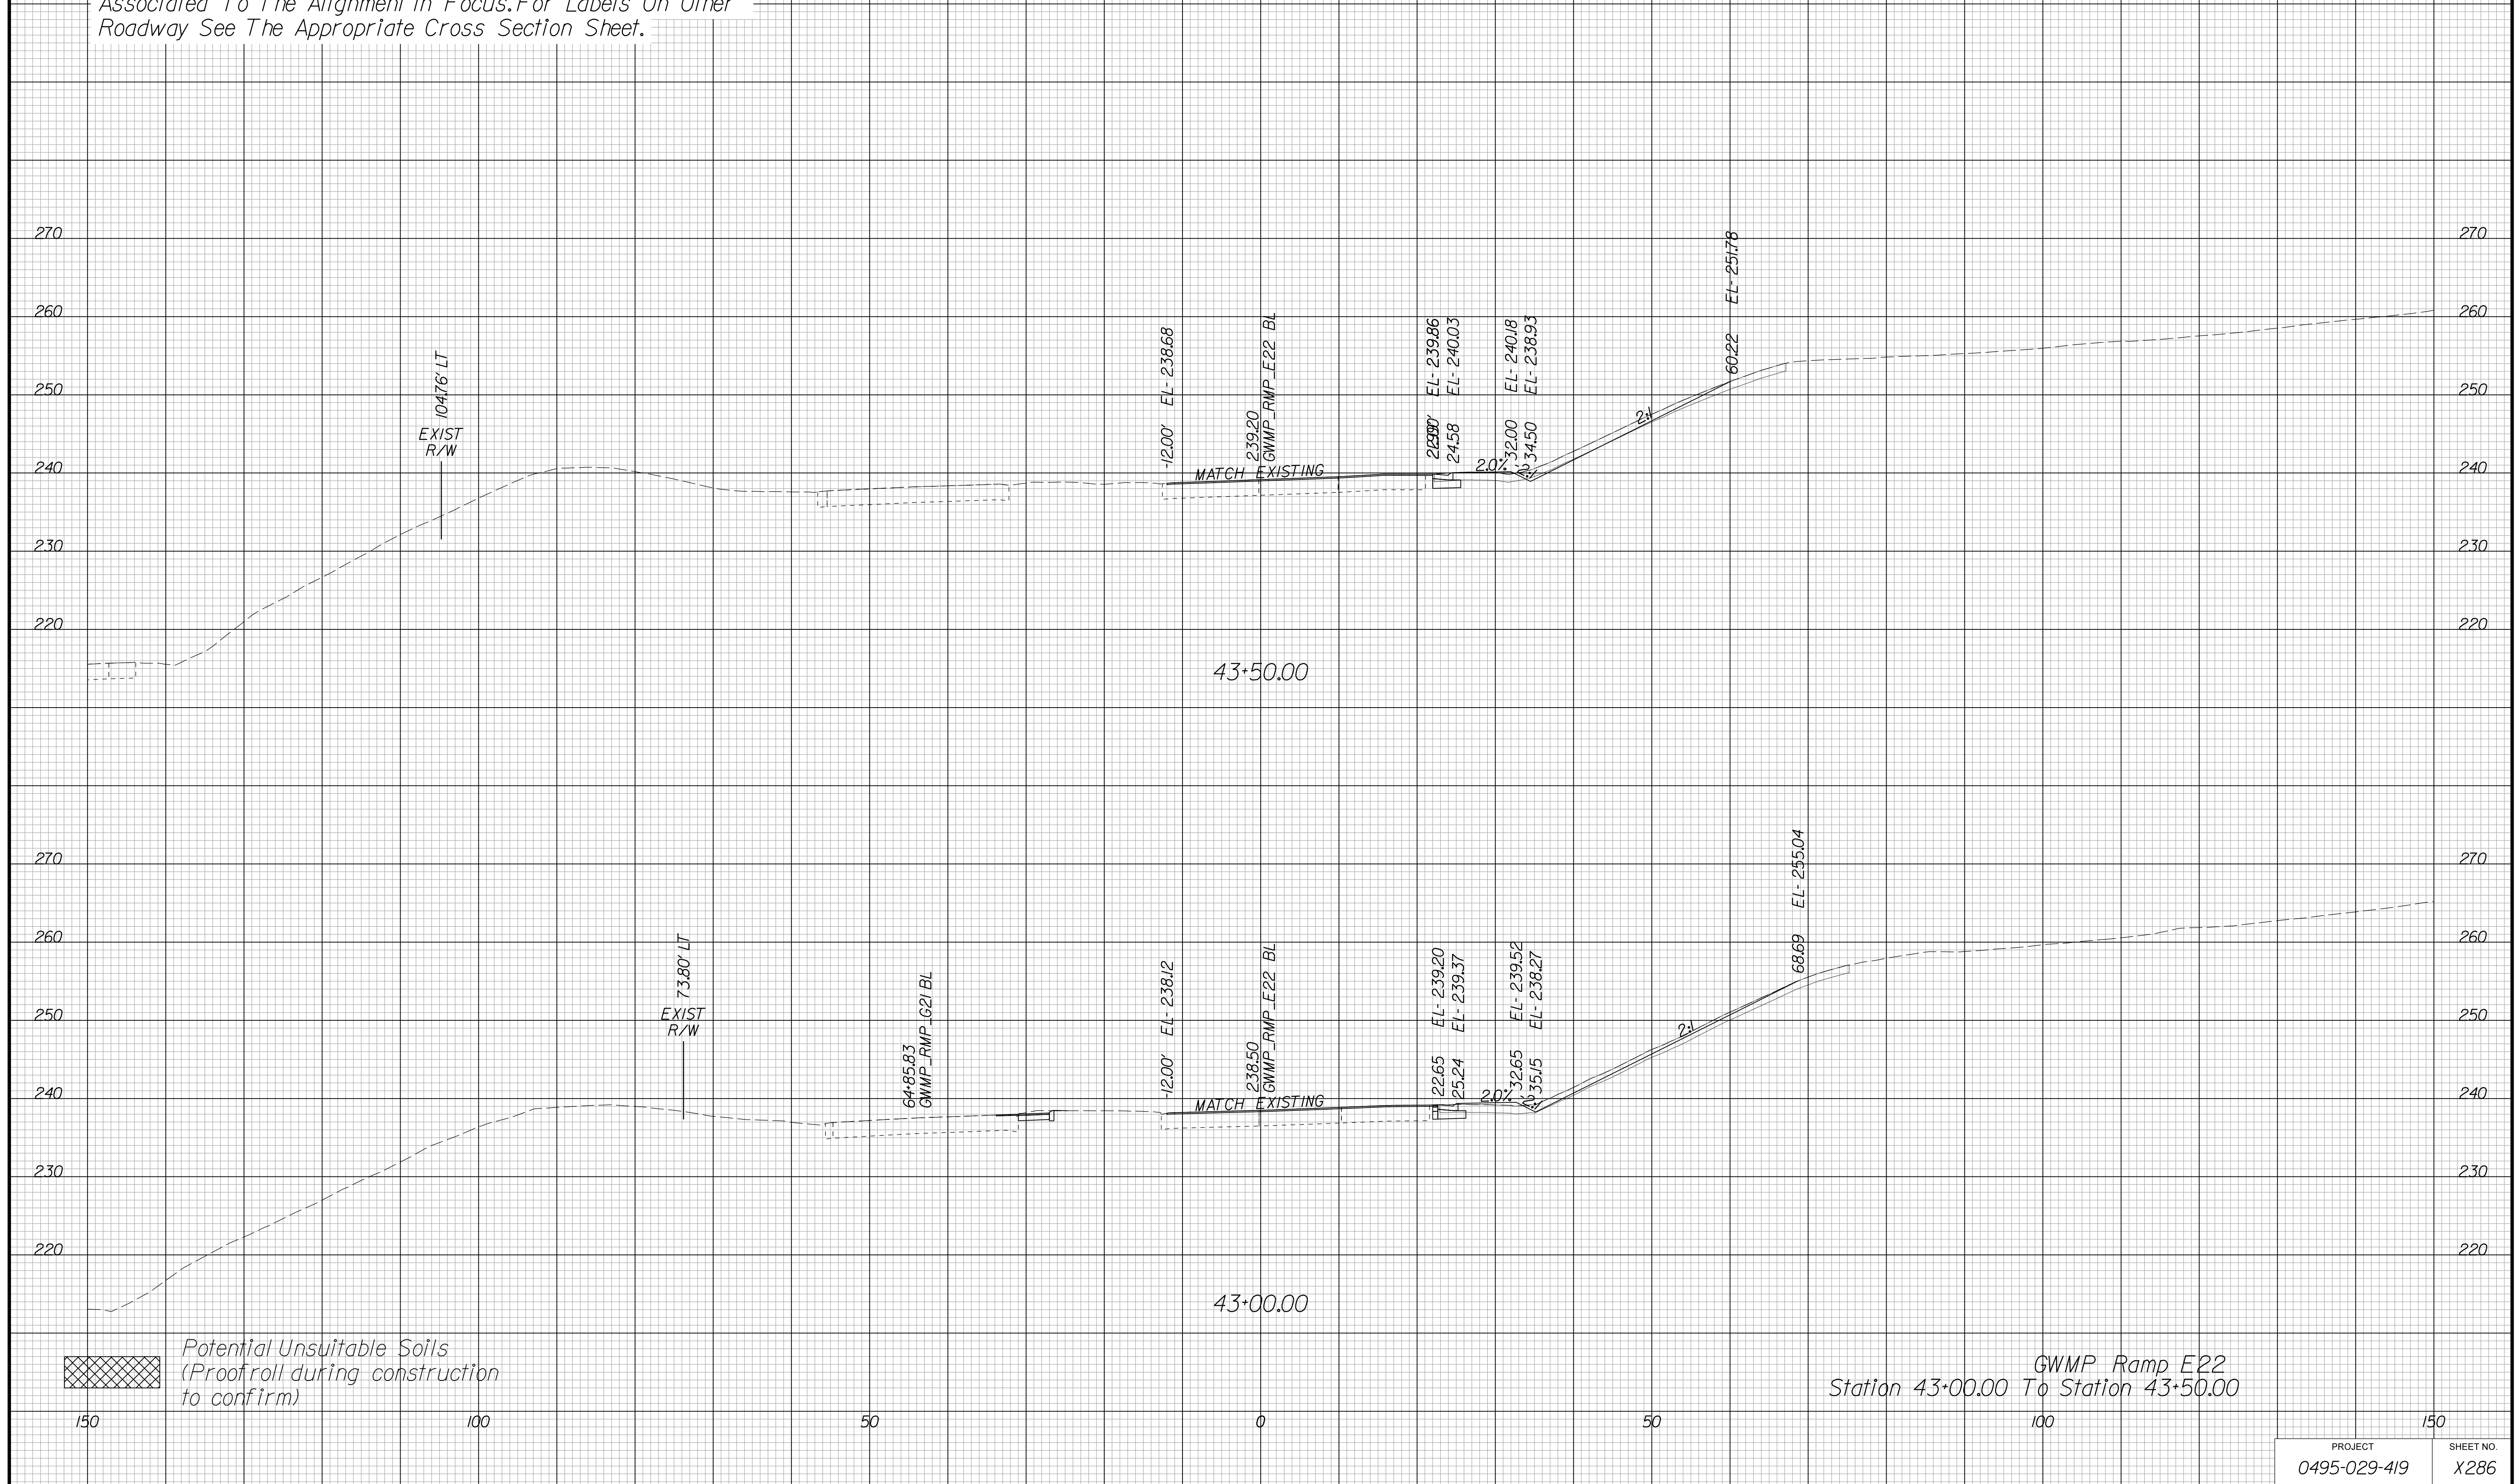 Associated To The Alignment In Focus. For Labels On Other
Roadway See The Appropriate Cross Section Sheet.
270
270
260
260
250
250
240
240
230
230
220
220
104.76' LT
EXIST
R/W
-12.00' EL- 238.68
239.20
GWMP_RMP_E22 BL
MATCH EXISTING
EL- 239.86
24.58 EL- 240.03
2.0%
32.00 EL- 240.18
2:1
34.50 EL- 238.93
2:1
60.22 EL- 251.78
43+50.00
270
270
260
260
250
250
240
240
230
230
220
220
73.80' LT
EXIST
R/W
64+85.83
GWMP_RMP_G21 BL
-12.00' EL- 238.12
238.50
GWMP_RMP_E22 BL
MATCH EXISTING
22.65 EL- 239.20
25.24 EL- 239.37
2.0%
32.65 EL- 239.52
2:1
35.15 EL- 238.27
2:1
68.69 EL- 255.04
43+00.00
Potential Unsuitable Soils
(Proofroll during construction
to confirm)
GWMP Ramp E22
Station 43+00.00 To Station 43+50.00
150
100
50
0
50
100
150
PROJECT
0495-029-419
SHEET NO.
X286